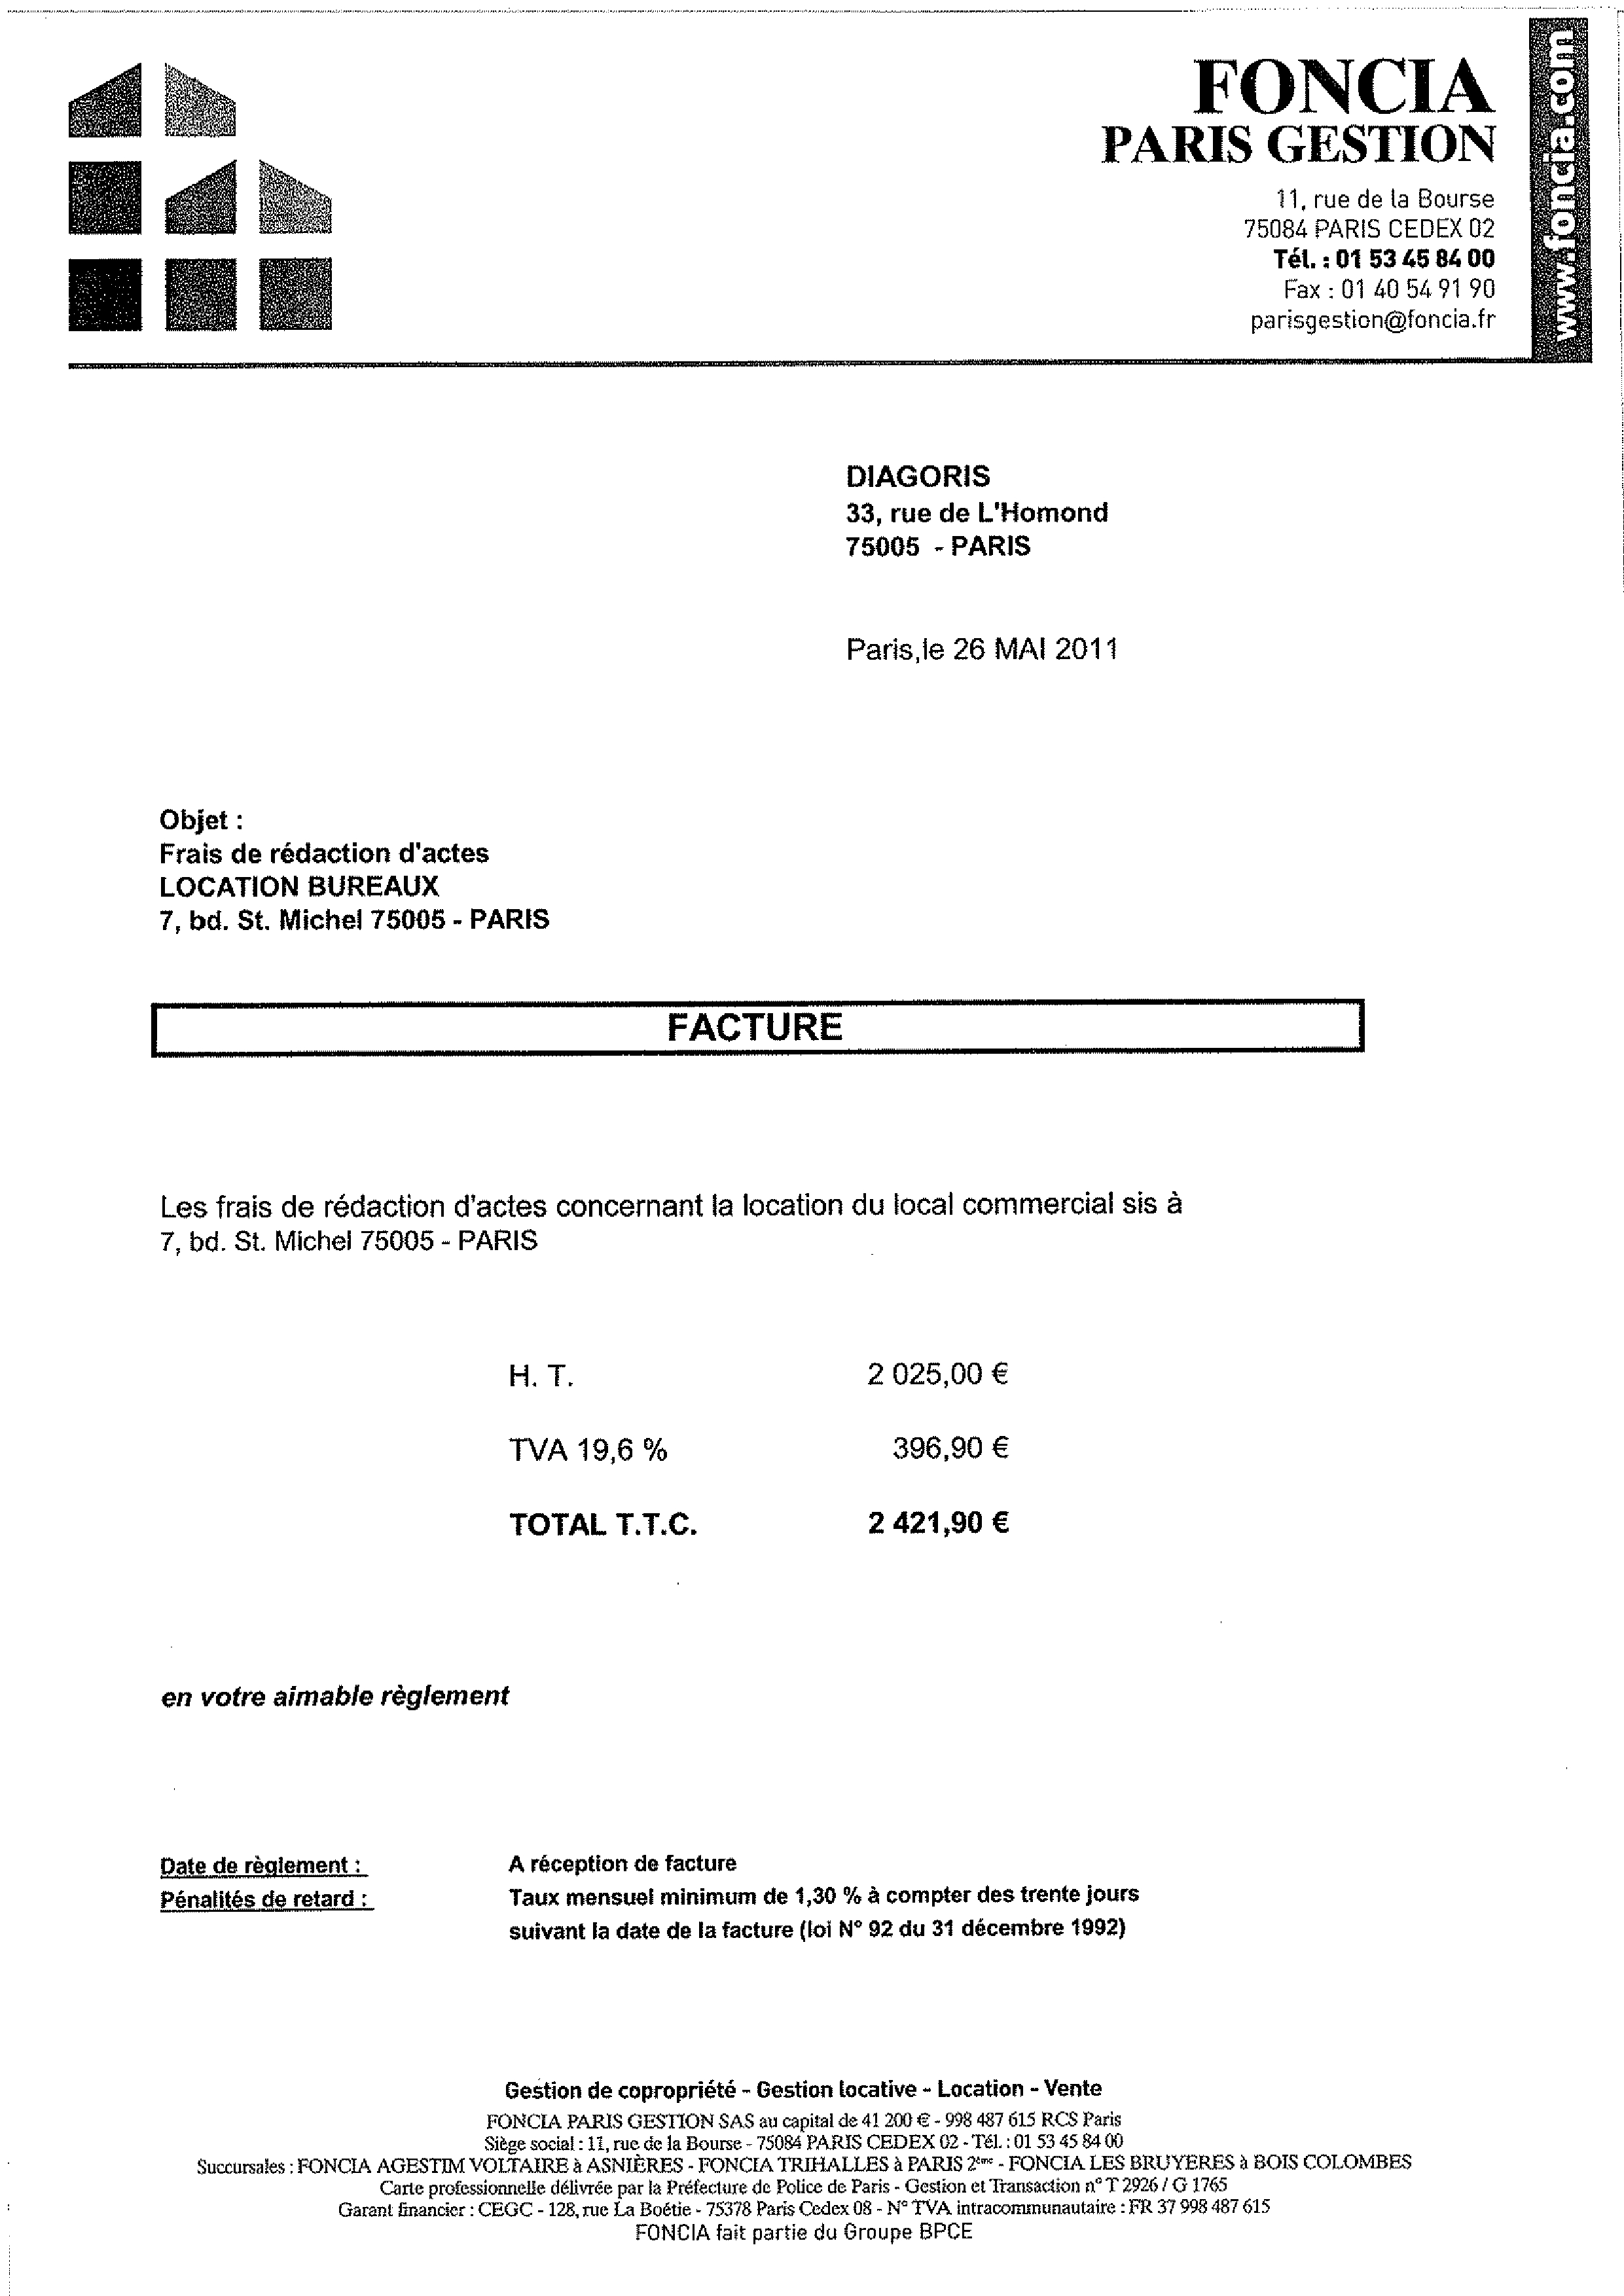 FONCIA
PARIS GESTION
11, rue de la Bourse
75084 PARIS CEDEX 02
Tél. : 01 53 45 84 00
Fax : 01 40 54 91 90
parisgestion@foncia.fr
www.foncia.com
DIAGORIS
33, rue de L'Homond
75005 - PARIS
Paris,le 26 MAI 2011
Objet :
Frais de rédaction d'actes
LOCATION BUREAUX
7, bd. St. Michel 75005 - PARIS
FACTURE
Les frais de rédaction d'actes concernant la location du local commercial sis à
7, bd. St. Michel 75005 - PARIS
H. T. 2 025,00 €
TVA 19,6 % 396,90 €
TOTAL T.T.C. 2 421,90 €
en votre aimable règlement
Date de règlement : A réception de facture
Pénalités de retard : Taux mensuel minimum de 1,30 % à compter des trente jours
suivant la date de la facture (loi N° 92 du 31 décembre 1992)
Gestion de copropriété - Gestion locative - Location - Vente
FONCIA PARIS GESTION SAS au capital de 41 200 € - 998 487 615 RCS Paris
Siège social : 11, rue de la Bourse - 75084 PARIS CEDEX 02 - Tél. : 01 53 45 84 00
Succursales : FONCIA AGESTIM VOLTAIRE à ASNIÈRES - FONCIA TRIHALLES à PARIS 2ème - FONCIA LES BRUYERES à BOIS COLOMBES
Carte professionnelle délivrée par la Préfecture de Police de Paris - Gestion et Transaction n° T 2926 / G 1765
Garant financier : CEGC - 128, rue La Boétie - 75378 Paris Cedex 08 - N° TVA intracommunautaire : FR 37 998 487 615
FONCIA fait partie du Groupe BPCE